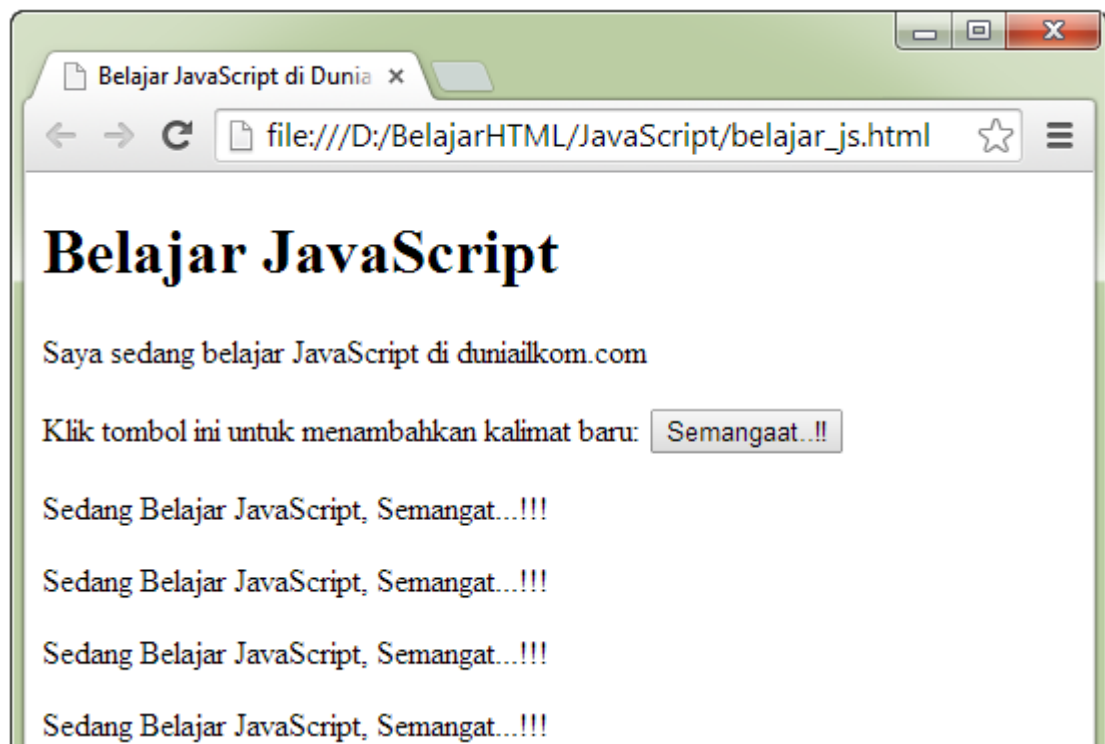 Belajar JavaScript di Dunia
file:///D:/BelajarHTML/JavaScript/belajar_js.html
Belajar JavaScript
Saya sedang belajar JavaScript di duniailkom.com
Klik tombol ini untuk menambahkan kalimat baru: Semangaat..!!
Sedang Belajar JavaScript, Semangat...!!!
Sedang Belajar JavaScript, Semangat...!!!
Sedang Belajar JavaScript, Semangat...!!!
Sedang Belajar JavaScript, Semangat...!!!